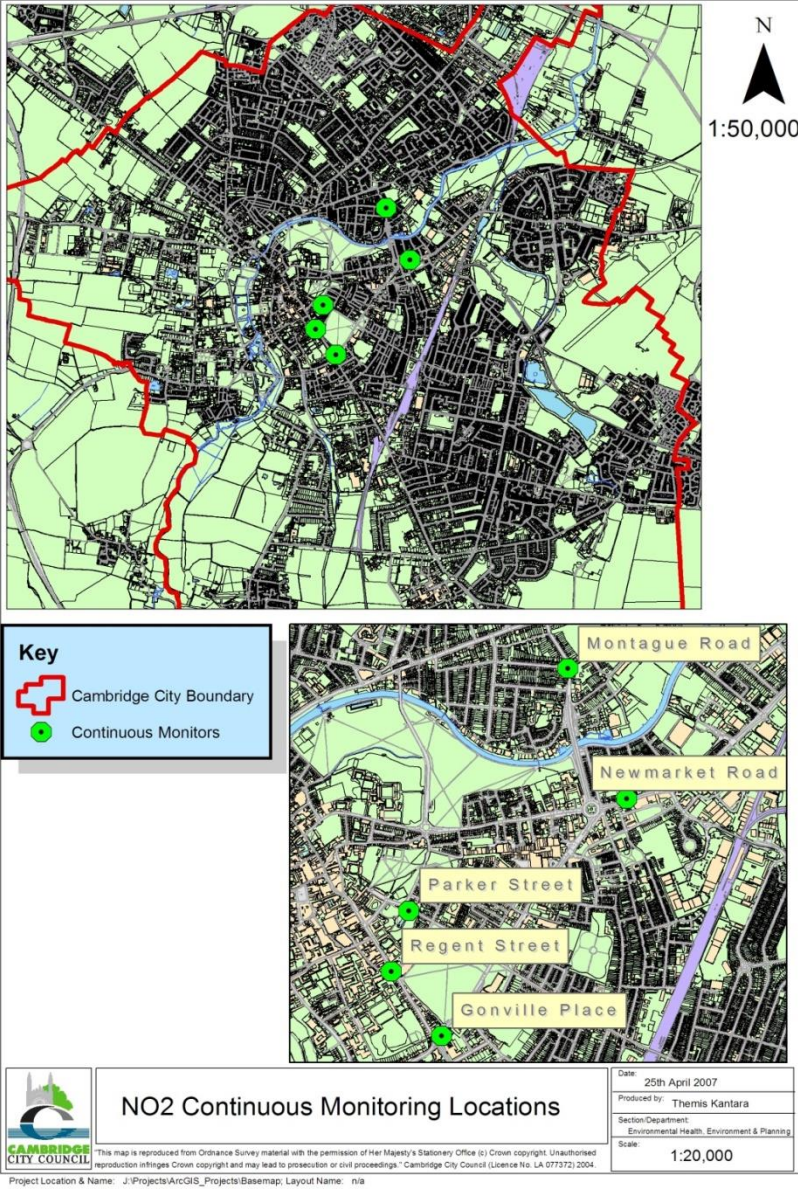 N
1:50,000
Key
Cambridge City Boundary
Continuous Monitors
Montague Road
Newmarket Road
Parker Street
Regent Street
Gonville Place
CAMBRIDGE
CITY COUNCIL
NO2 Continuous Monitoring Locations
"This map is reproduced from Ordnance Survey material with the permission of Her Majesty's Stationery Office (c) Crown copyright. Unauthorised
reproduction infringes Crown copyright and may lead to prosecution or civil proceedings." Cambridge City Council (Licence No. LA 077372) 2004.
Date:
25th April 2007
Produced by: Themis Kantara
Section/Department:
Environmental Health, Environment & Planning
Scale:
1:20,000
Project Location & Name: J:\Projects\ArcGIS_Projects\Basemap; Layout Name: n/a